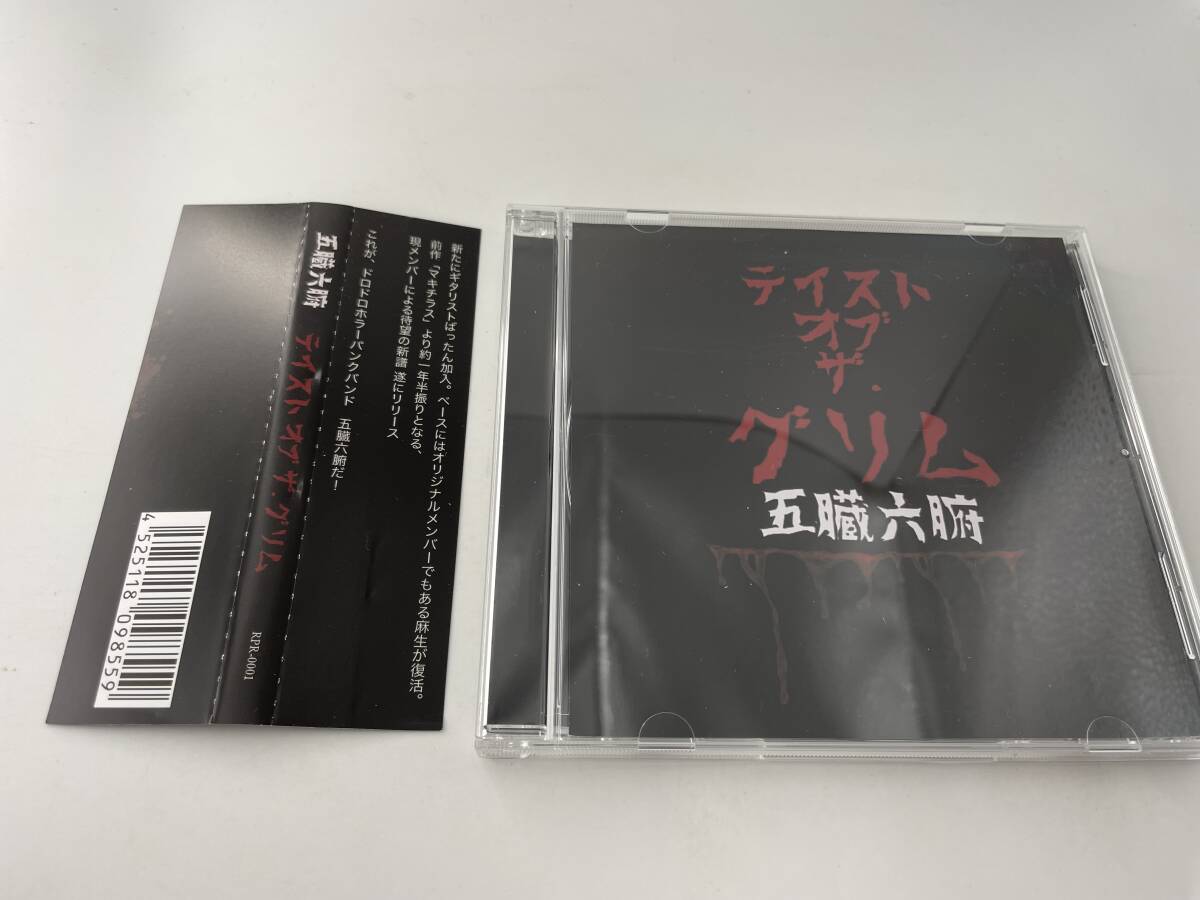 新たにギタリストばったん加入。ベースにはオリジナルメンバーでもある麻生が復活。
前作「マキチラス」より約一年半振りとなる、
現メンバーによる待望の新譜 遂にリリース
これが、ドロドロホラーパンクバンド 五臓六腑だ！
五臓六腑 テイスト オブ ザ・グリム
RPR-0001
4 525118 098559
テイスト
オブ
ザ・
グリム
五臓六腑